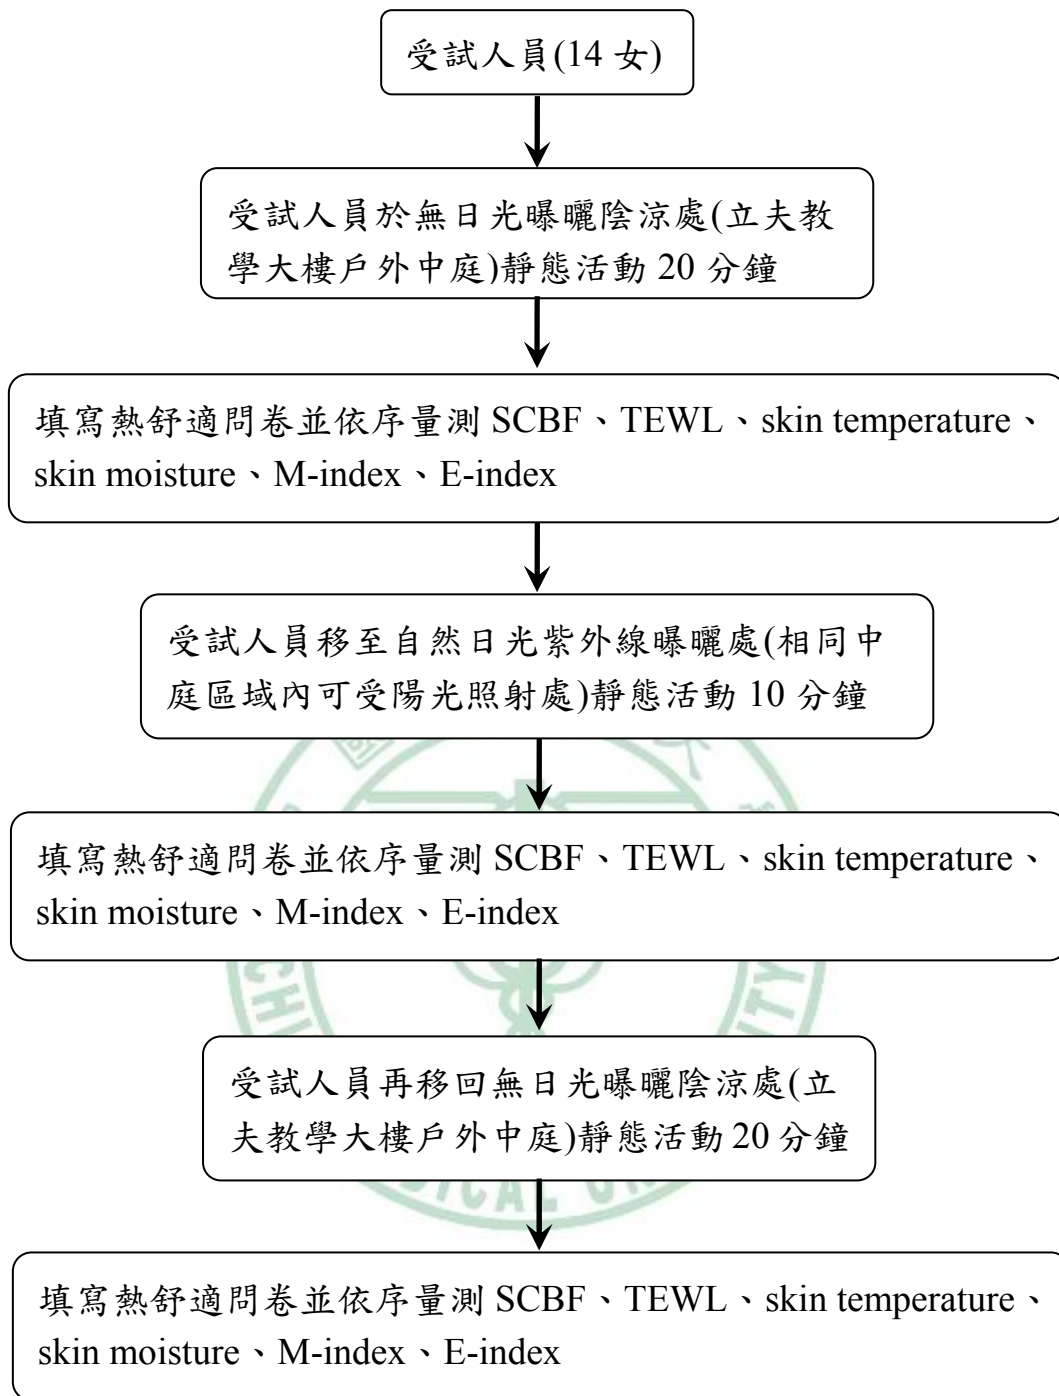 受試人員(14 女)
受試人員於無日光曝曬陰涼處(立夫教
學大樓戶外中庭)靜態活動 20 分鐘
填寫熱舒適問卷並依序量測 SCBF、TEWL、skin temperature、
skin moisture、M-index、E-index
受試人員移至自然日光紫外線曝曬處(相同中
庭區域內可受陽光照射處)靜態活動 10 分鐘
填寫熱舒適問卷並依序量測 SCBF、TEWL、skin temperature、
skin moisture、M-index、E-index
受試人員再移回無日光曝曬陰涼處(立
夫教學大樓戶外中庭)靜態活動 20 分鐘
填寫熱舒適問卷並依序量測 SCBF、TEWL、skin temperature、
skin moisture、M-index、E-index